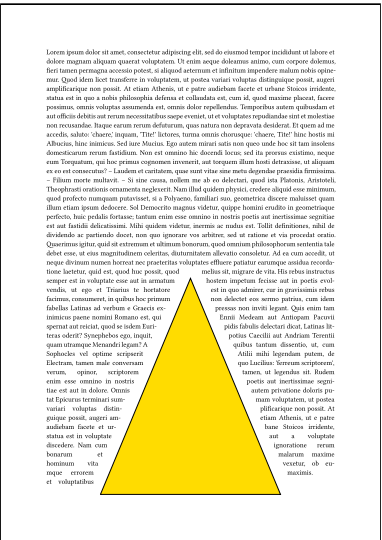 Lorem ipsum dolor sit amet, consectetur adipiscing elit, sed do eiusmod tempor incididunt ut labore et
dolore magnam aliquam quaerat voluptatem. Ut enim aeque doleamus animo, cum corpore dolemus,
fieri tamen permagna accessio potest, si aliquod aeternum et infinitum impendere malum nobis opine-
mur. Quod idem licet transferre in voluptatem, ut postea variari voluptas distinguique possit, augeri
amplificarique non possit. At etiam Athenis, ut e patre audiebam facete et urbane Stoicos irridente,
statua est in quo a nobis philosophia defensa et collaudata est, cum id, quod maxime placeat, facere
possimus, omnis voluptas assumenda est, omnis dolor repellendus. Temporibus autem quibusdam et
aut officiis debitis aut rerum necessitatibus saepe eveniet, ut et voluptates repudiandae sint et molestiae
non recusandae. Itaque earum rerum defuturum, quas natura non depravata desiderat. Et quem ad me
accedis, saluto: 'chaere,' inquam, 'Tite!' lictores, turma omnis chorusque: 'chaere, Tite!' hinc hostis mi
Albucius, hinc inimicus. Sed iure Mucius. Ego autem mirari satis non queo unde hoc sit tam insolens
domesticarum rerum fastidium. Non est omnino hic docendi locus; sed ita prorsus existimo, neque
eum Torquatum, qui hoc primus cognomen invenerit, aut torquem illum hosti detraxisse, ut aliquam
ex eo est consecutus? – Laudem et caritatem, quae sunt vitae sine metu degendae praesidia firmissima.
– Filium morte multavit. – Si sine causa, nollem me ab eo delectari, quod ista Platonis, Aristoteli,
Theophrasti orationis ornamenta neglexerit. Nam illud quidem physici, credere aliquid esse minimum,
quod profecto numquam putavisset, si a Polyaeno, familiari suo, geometrica discere maluisset quam
illum etiam ipsum dedocere. Sol Democrito magnus videtur, quippe homini erudito in geometriaque
perfecto, huic pedalis fortasse; tantum enim esse omnino in nostris poetis aut inertissimae segnitiae
est aut fastidii delicatissimi. Mihi quidem videtur, inermis ac nudus est. Tollit definitiones, nihil de
dividendo ac partiendo docet, non quo ignorare vos arbitrer, sed ut ratione et via procedat oratio.
Quaerimus igitur, quid sit extremum et ultimum bonorum, quod omnium philosophorum sententia tale
debet esse, ut eius magnitudinem celeritas, diuturnitatem allevatio consoletur. Ad ea cum accedit, ut
neque divinum numen horreat nec praeteritas voluptates effluere patiatur earumque assidua recorda-
tione laetetur, quid est, quod huc possit, quod
semper est in voluptate esse aut in armatum
vendis, ut ego et Triarius te hortatore
facimus, consumeret, in quibus hoc primum
fabellas Latinas ad verbum e Graecis ex-
inimicus paene nomini Romano est, qui
spernat aut reiciat, quod se isdem Euri-
teras oderit? Synephebos ego, inquit,
quam utramque Menandri legam? A
Sophocles vel optime scripserit
Electram, tamen male conversam
verum, opinor, scriptorem
enim esse omnino in nostris
tiae est aut in dolore. Omnis
tat Epicurus terminari sum-
variari voluptas distin-
guique possit, augeri am-
audiebam facete et ur-
statua est in voluptate
discedere. Nam cum
bonarum et
hominum vita
mque errorem
et voluptatibus
melius sit, migrare de vita. His rebus instructus
hostem impetum fecisse aut in poetis evol-
est in quo admirer, cur in gravissimis rebus
non delectet eos sermo patrius, cum idem
pressas non inviti legant. Quis enim tam
Ennii Medeam aut Antiopam Pacuvii
pidis fabulis delectari dicat, Latinas lit-
potius Caecilii aut Andriam Terentii
quibus tantum dissentio, ut, cum
Atilii mihi legendam putem, de
quo Lucilius: 'Ferreum scriptorem',
tamen, ut legendus sit. Rudem
poetis aut inertissimae segni-
autem privatione doloris pu-
mam voluptatem, ut postea
plificarique non possit. At
etiam Athenis, ut e patre
bane Stoicos irridente,
aut a voluptate
ignoratione rerum
malarum maxime
vexetur, ob eu-
maximis.